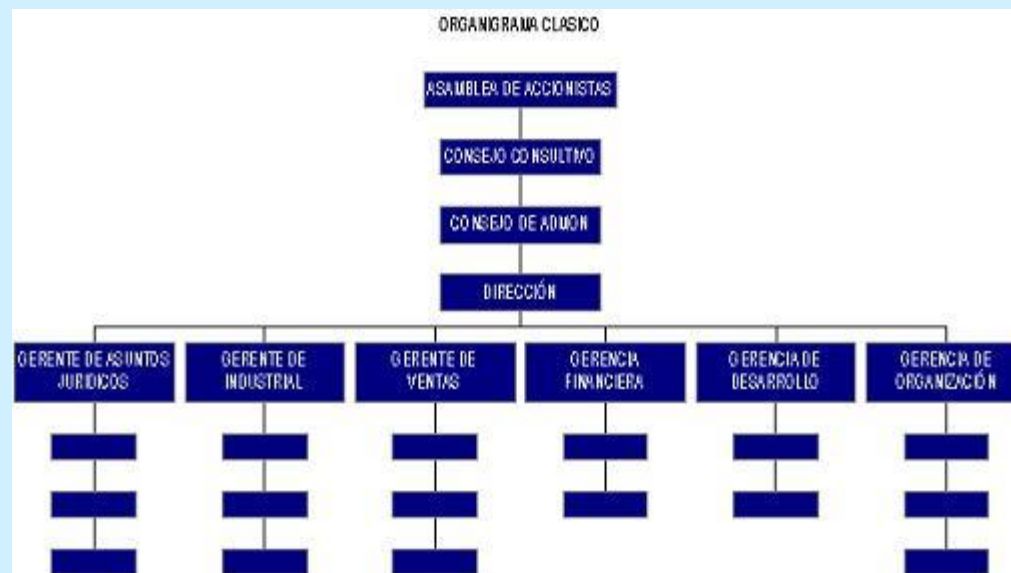 ORGANIGRAMA CLASICO
ASAMBLEA DE ACCIONISTAS
CONSEJO CONSULTIVO
CONSEJO DE ADMON
DIRECCIÓN
GERENTE DE ASUNTOS
JURIDICOS
GERENTE DE
INDUSTRIAL
GERENTE DE
VENTAS
GERENCIA
FINANCIERA
GERENCIA DE
DESARROLLO
GERENCIA DE
ORGANIZACIÓN